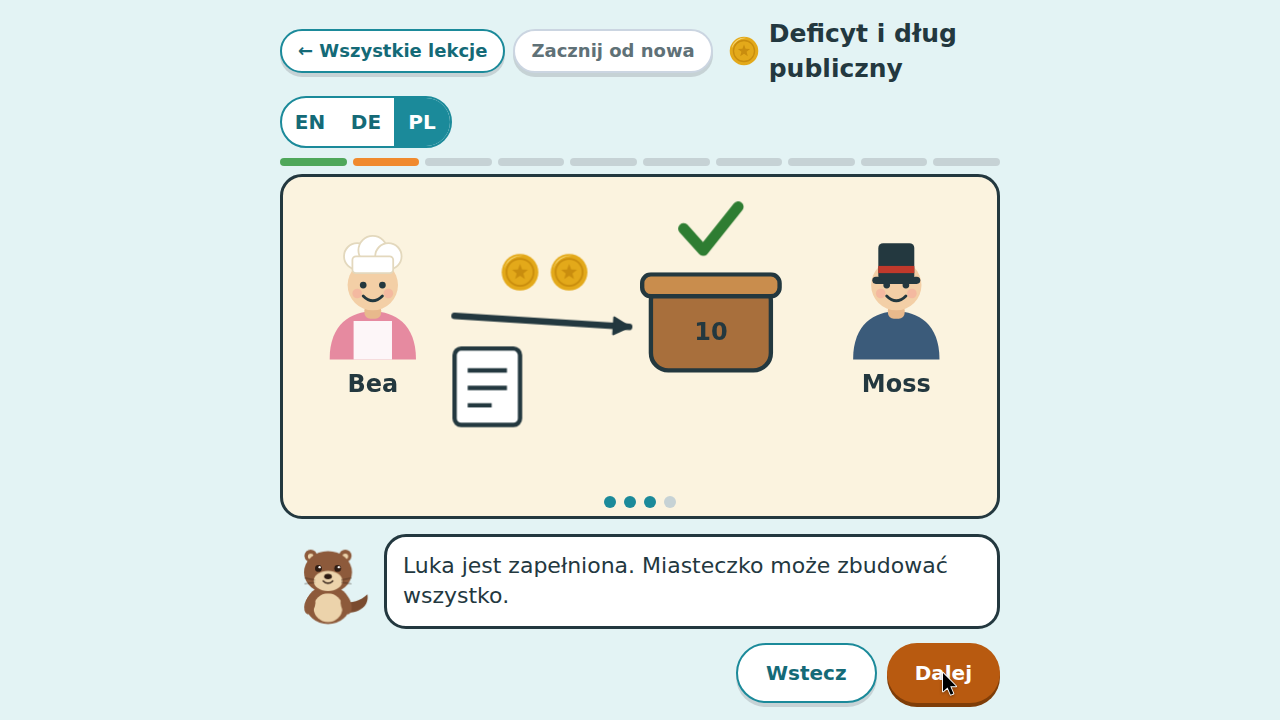 ← Wszystkie lekcje
Zacznij od nowa
Deficyt i dług
publiczny
EN DE PL
10
Bea
Moss
Luka jest zapełniona. Miasteczko może zbudować
wszystko.
Wstecz
Dalej